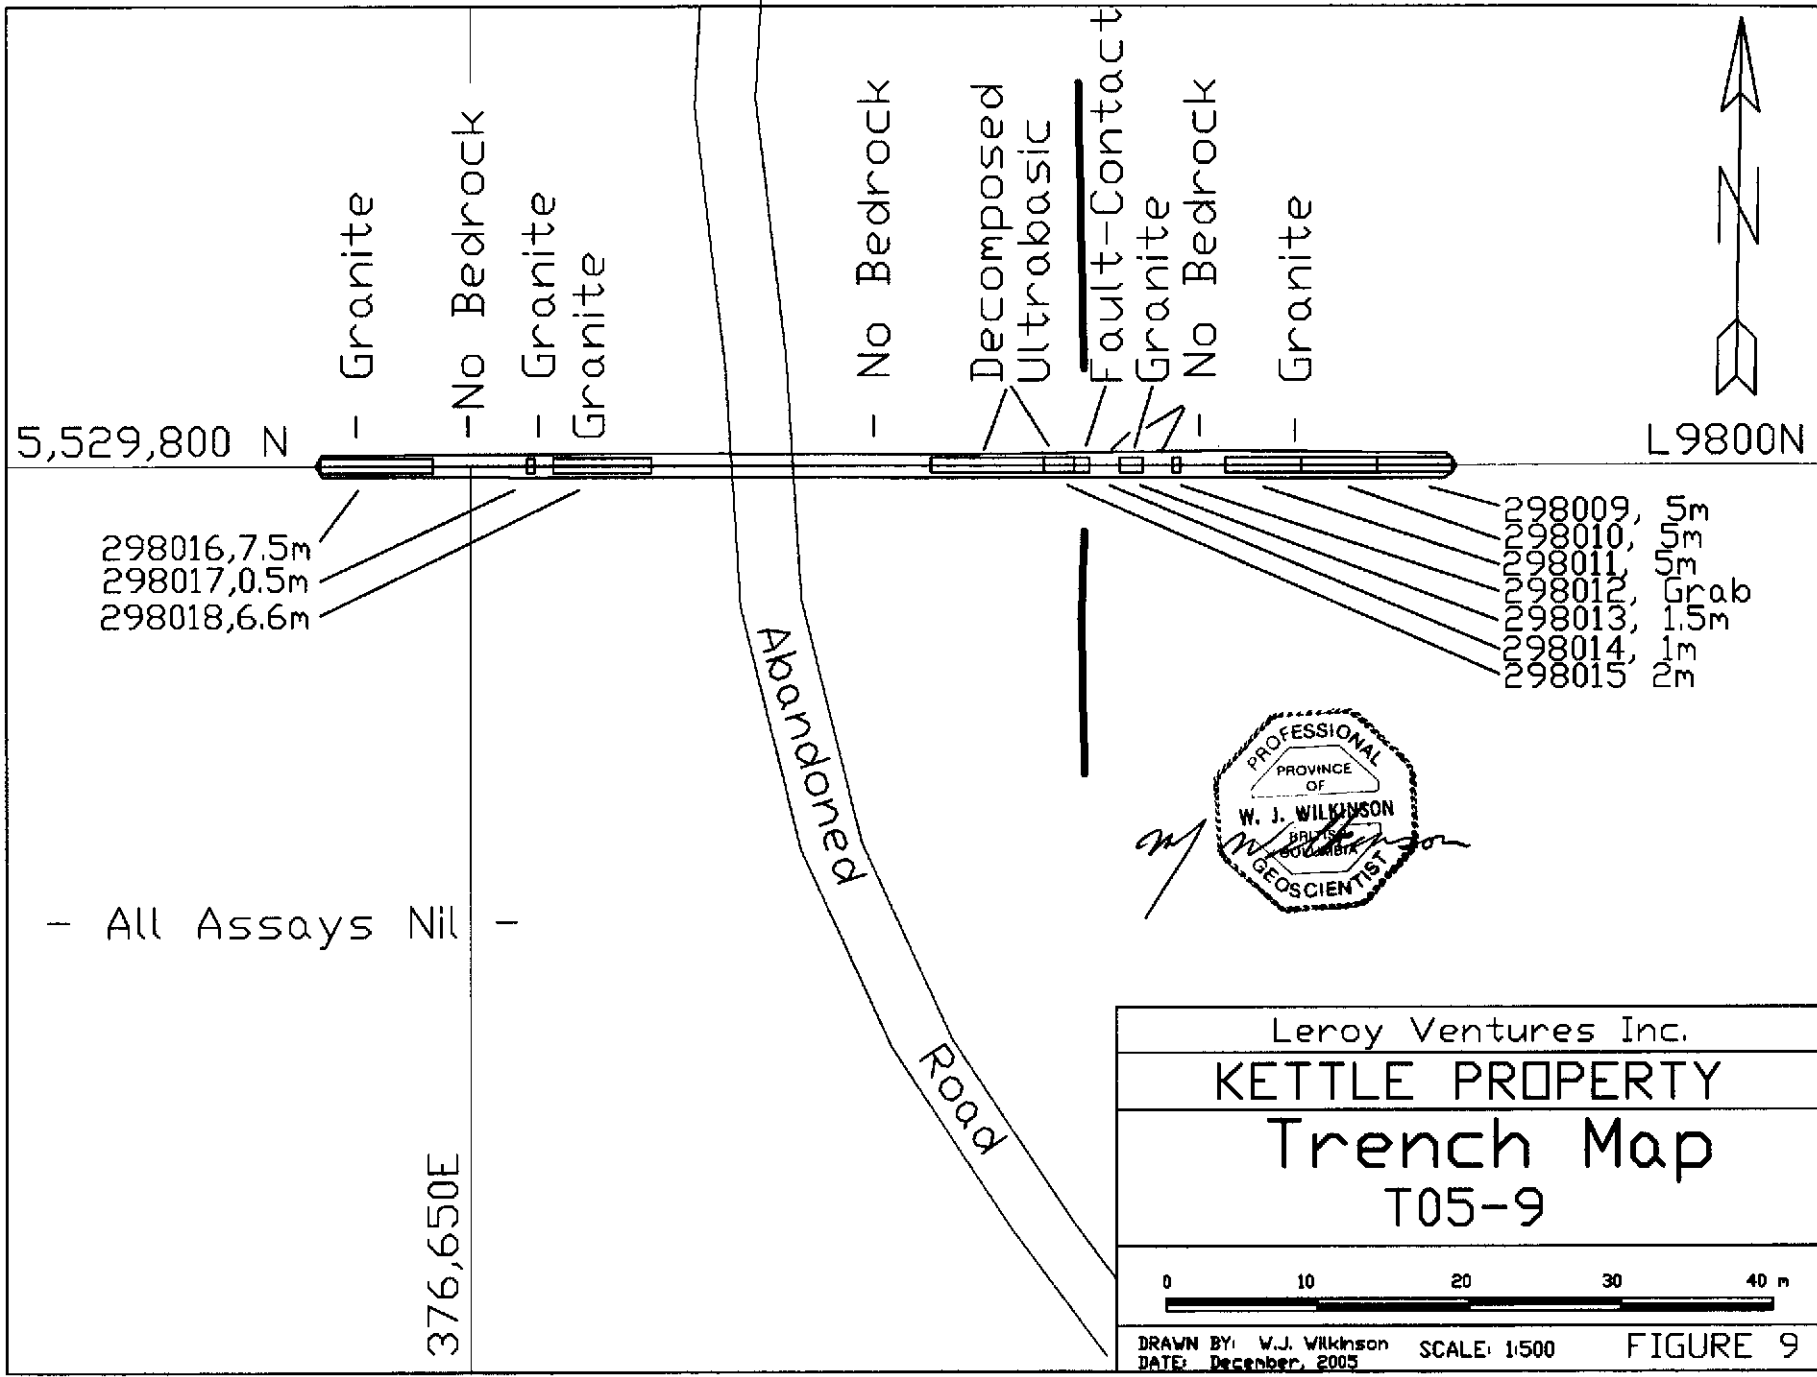 Granite
No Bedrock
Granite
Granite
No Bedrock
Decomposed
Ultrabasic
Fault-Contact
Granite
No Bedrock
Granite
N
5,529,800 N
L9800N
298016,7.5m
298017,0.5m
298018,6.6m
298009, 5m
298010, 5m
298011, 5m
298012, Grab
298013, 1.5m
298014, 1m
298015 2m
Abandoned
Road
PROFESSIONAL
PROVINCE
OF
W. J. WILKINSON
BRITISH
COLUMBIA
GEOSCIENTIST
W Wilkinson
- All Assays Nil -
376,650E
Leroy Ventures Inc.
KETTLE PROPERTY
Trench Map
T05-9
0 10 20 30 40 m
DRAWN BY: W.J. Wilkinson
DATE: December, 2005
SCALE: 1:500
FIGURE 9